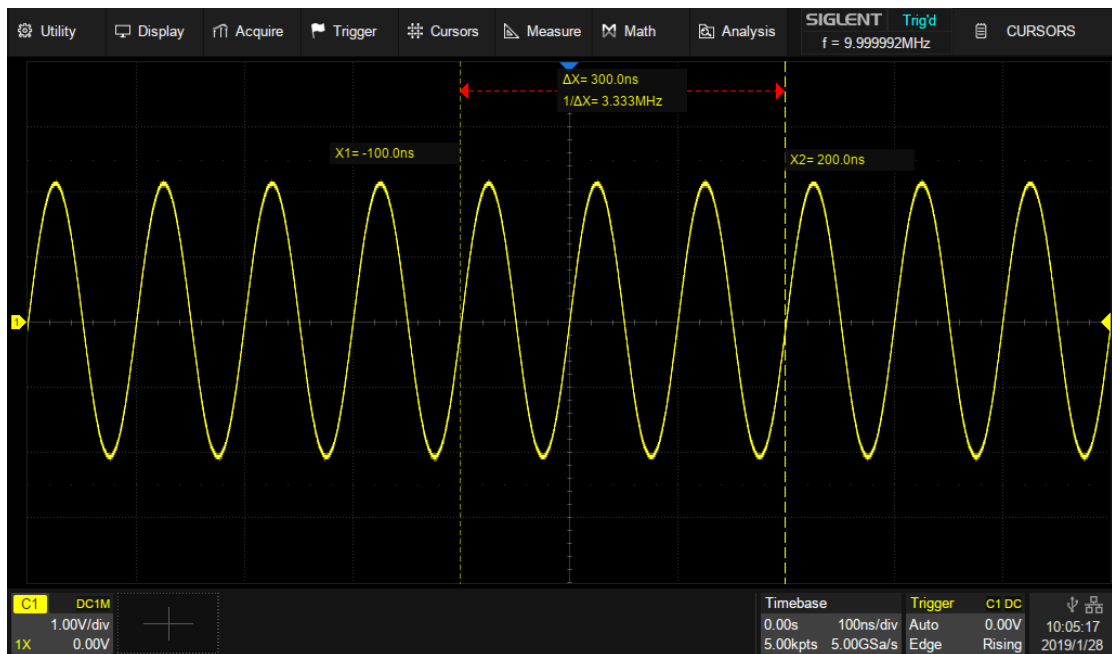 Utility Display Acquire Trigger Cursors Measure Math Analysis SIGLENT Trig'd CURSORS
f = 9.999992MHz
ΔX= 300.0ns
1/ΔX= 3.333MHz
X1= -100.0ns
X2= 200.0ns
1
C1 DC1M Timebase Trigger C1 DC
1.00V/div 0.00s 100ns/div Auto 0.00V 10:05:17
1X 0.00V 5.00kpts 5.00GSa/s Edge Rising 2019/1/28